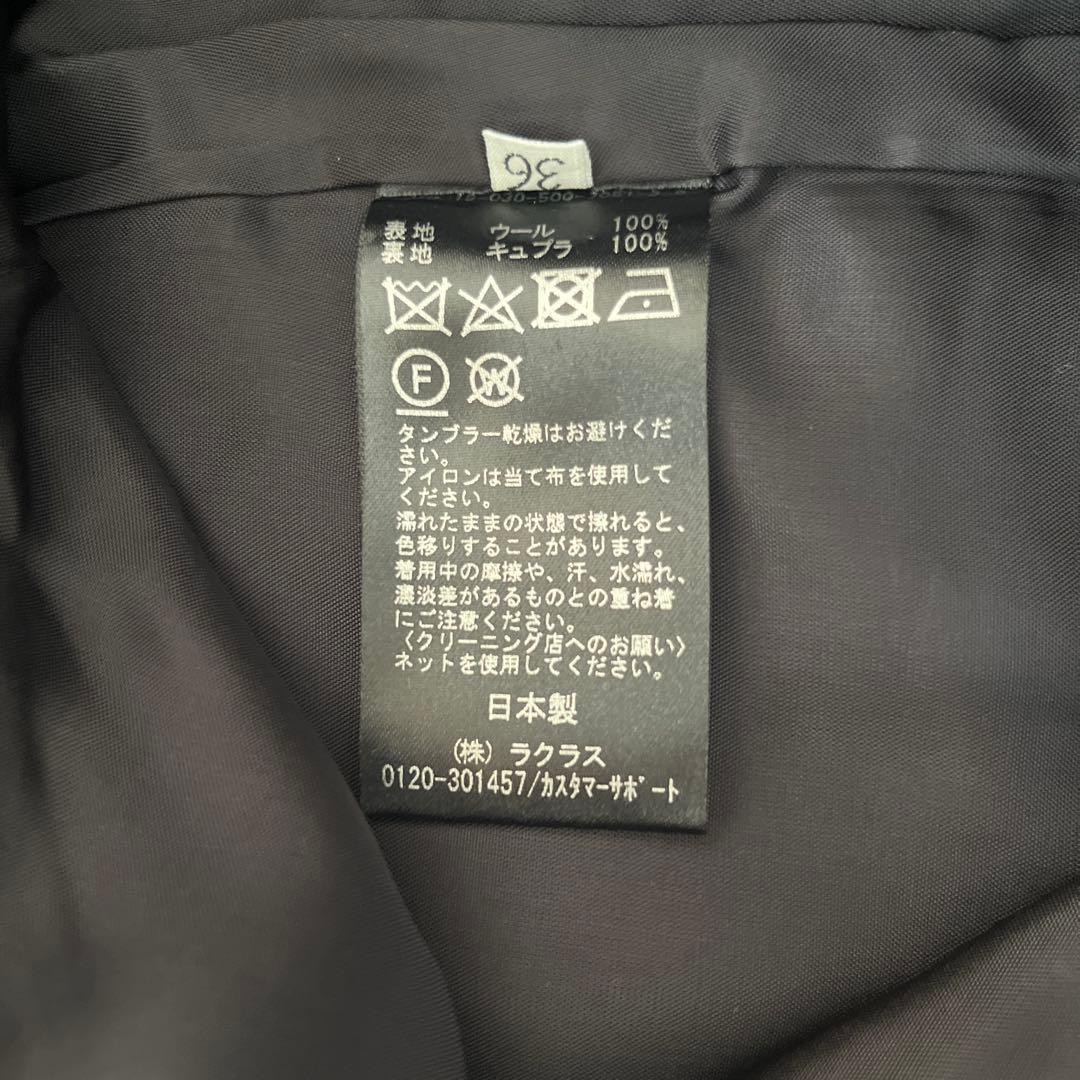 36
表地 ウール 100%
裏地 キュプラ 100%
F
W
タンブラー乾燥はお避けくだ
さい。
アイロンは当て布を使用して
ください。
濡れたままの状態で擦れると、
色移りすることがあります。
着用中の摩擦や、汗、水濡れ、
濃淡差があるものとの重ね着
にご注意ください。
〈クリーニング店へのお願い〉
ネットを使用してください。
日本製
(株) ラクラス
0120-301457/ｶｽﾀﾏｰｻﾎﾟｰﾄ